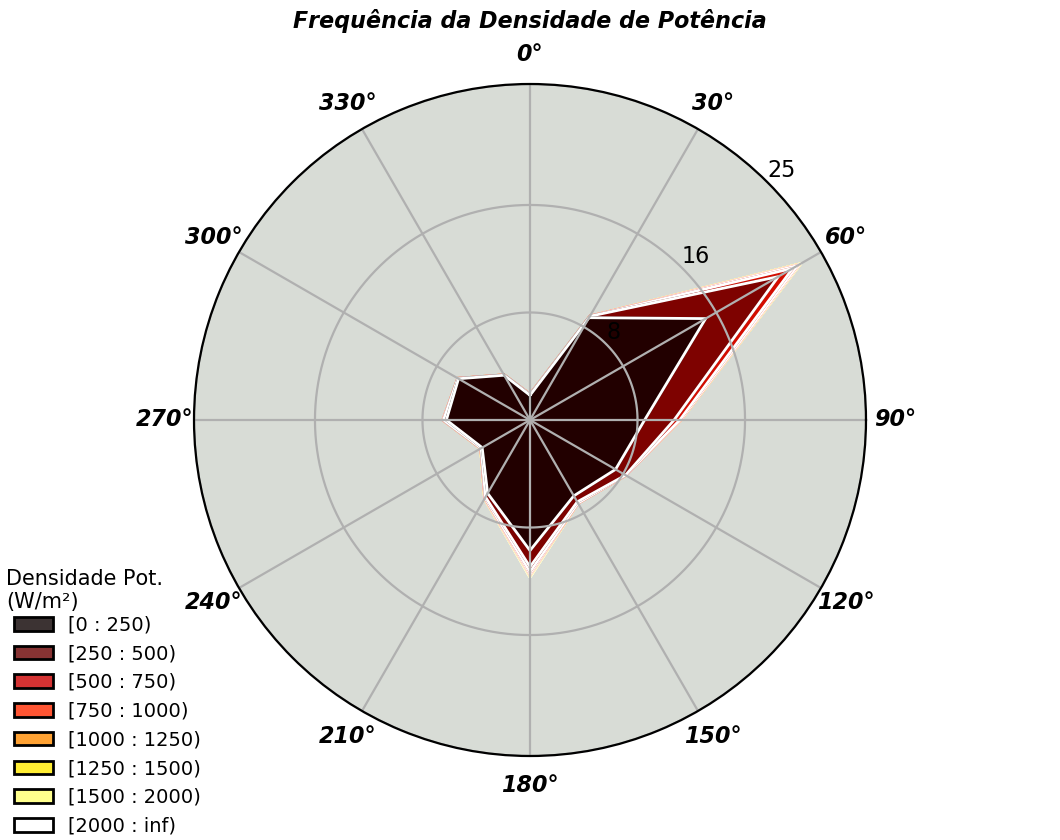 Frequência da Densidade de Potência
0°
330°
30°
25
300°
60°
16
8
270°
90°
240°
120°
210°
150°
180°
Densidade Pot.
(W/m²)
[0 : 250)
[250 : 500)
[500 : 750)
[750 : 1000)
[1000 : 1250)
[1250 : 1500)
[1500 : 2000)
[2000 : inf)